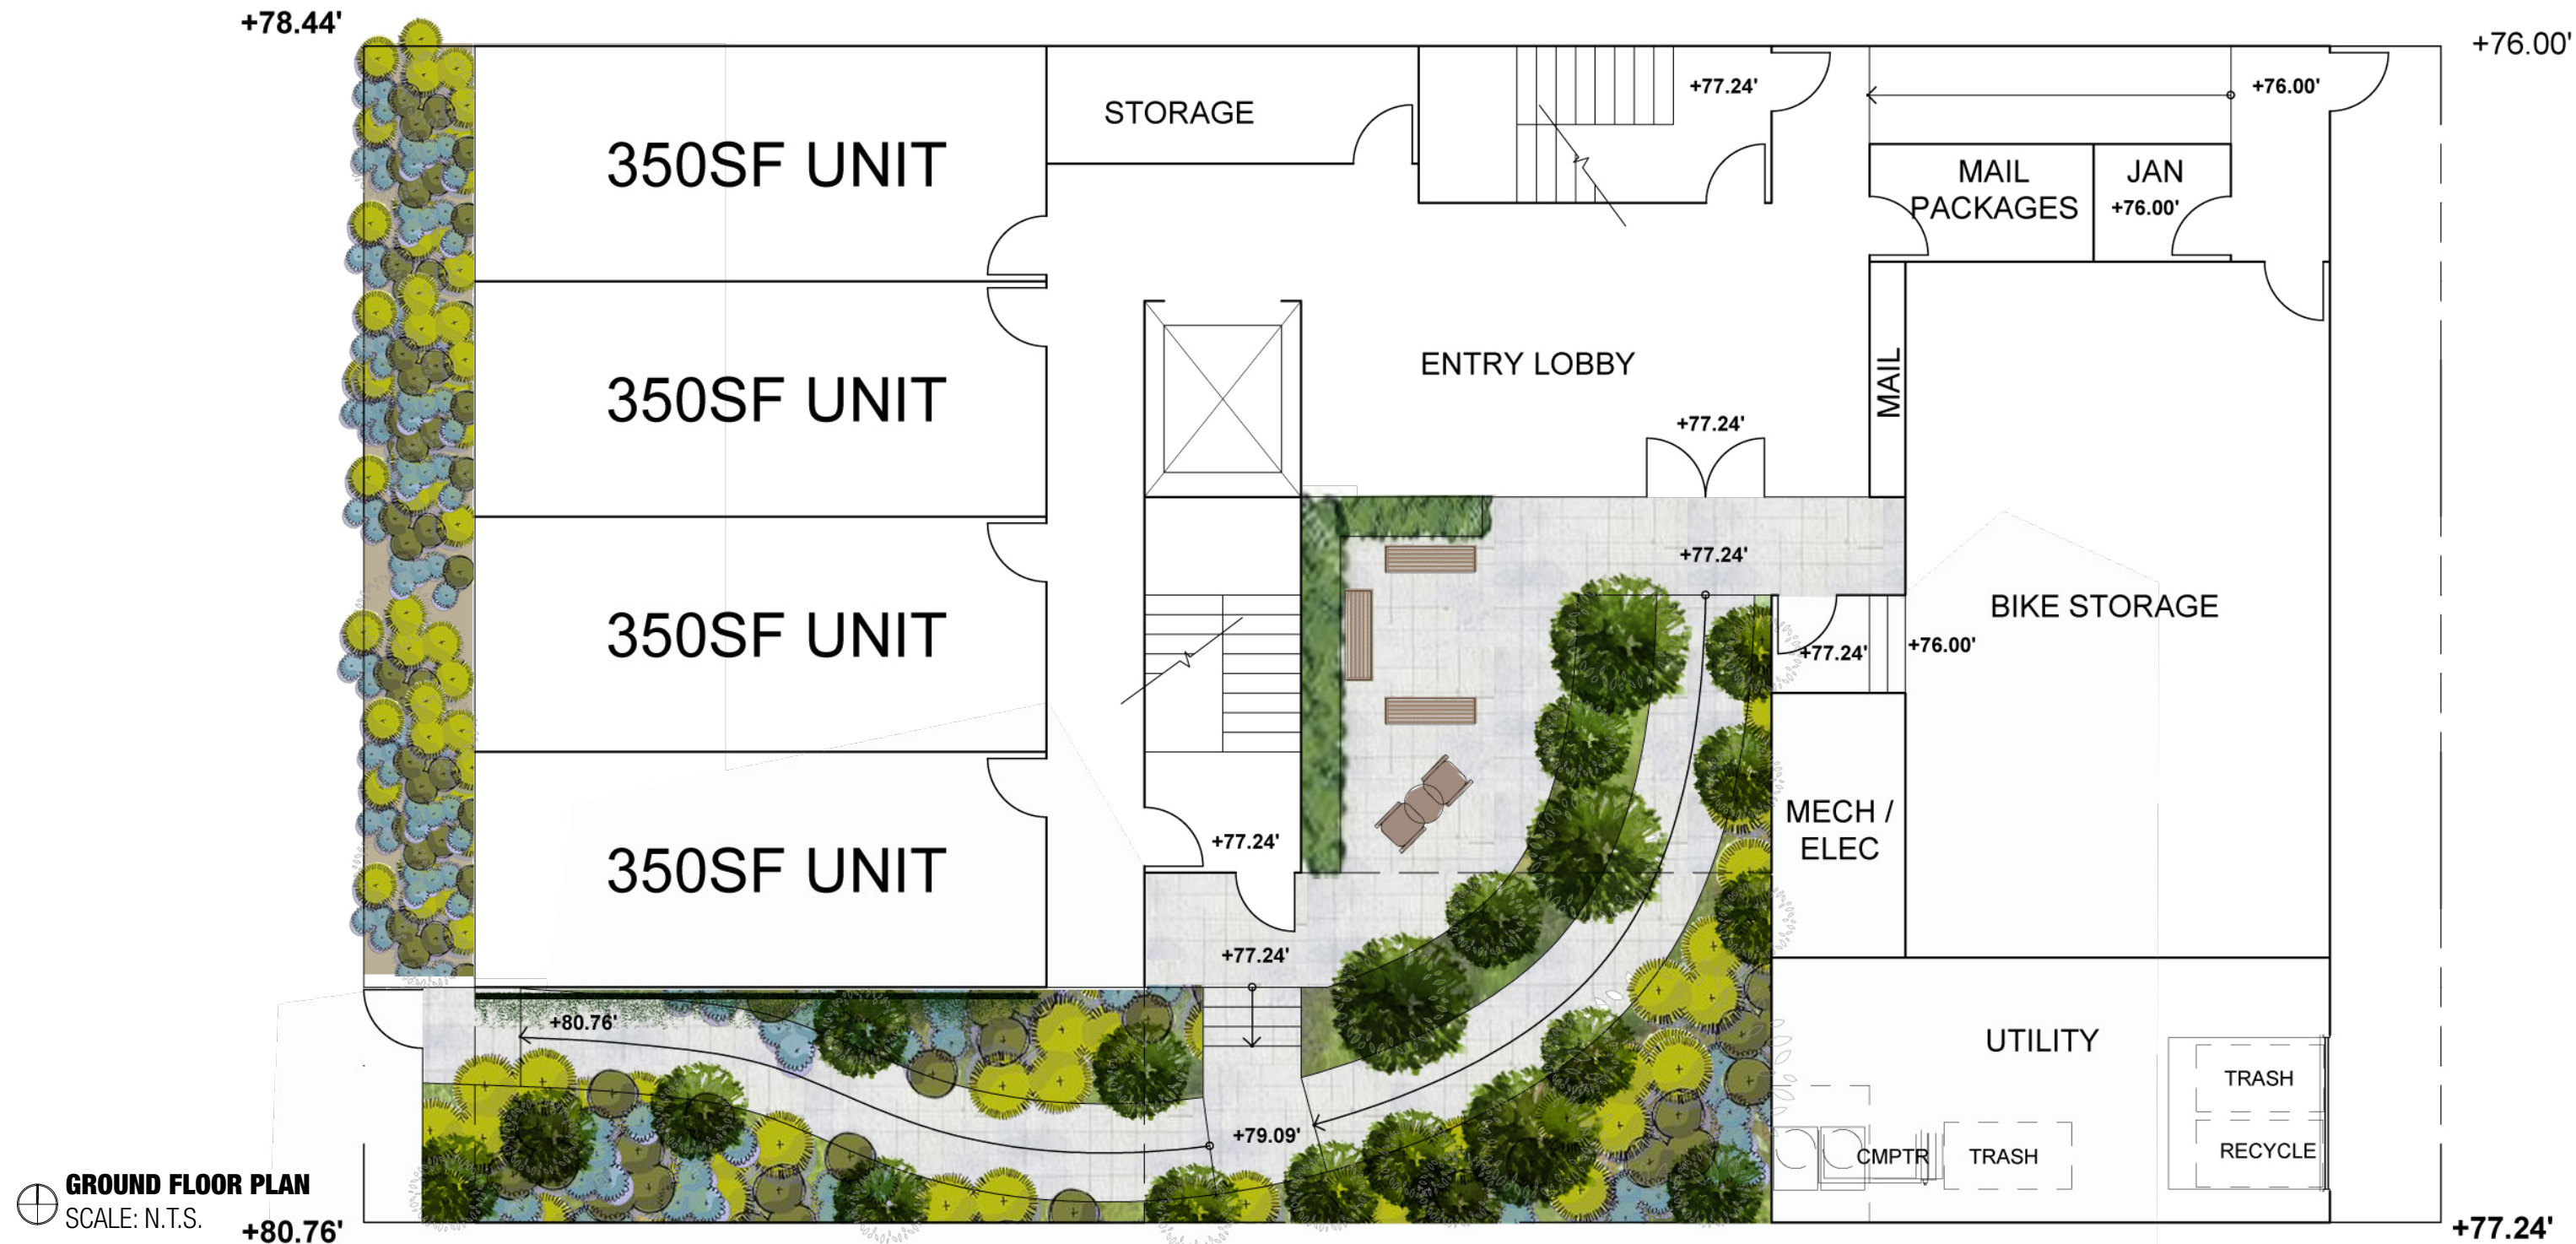 +78.44'
+76.00'
STORAGE
+77.24'
+76.00'
350SF UNIT
MAIL
PACKAGES
JAN
+76.00'
ENTRY LOBBY
MAIL
350SF UNIT
+77.24'
+77.24'
BIKE STORAGE
350SF UNIT
+77.24'
+76.00'
MECH /
ELEC
+77.24'
350SF UNIT
+77.24'
+80.76'
UTILITY
TRASH
+79.09'
CMPTR
TRASH
RECYCLE
GROUND FLOOR PLAN
SCALE: N.T.S.
+80.76'
+77.24'